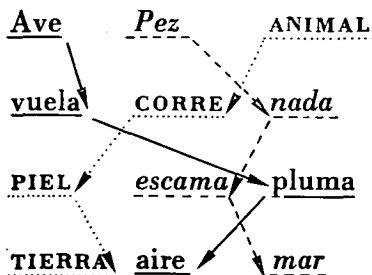 Ave Pez ANIMAL
vuela CORRE nada
PIEL escama pluma
TIERRA aire mar